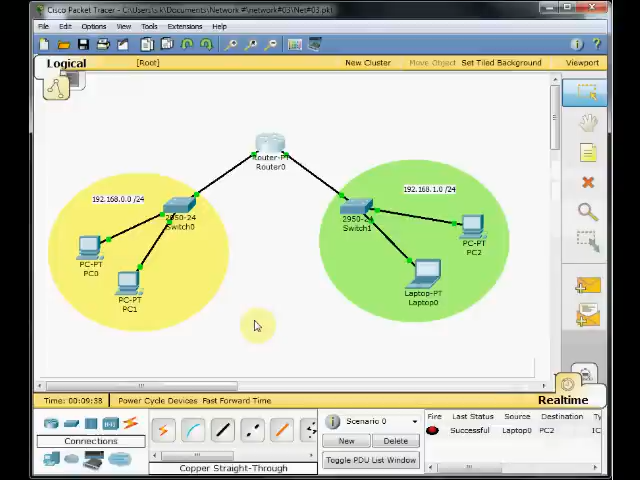 Cisco Packet Tracer - C:\Users\s.k\Documents\Network #\network#03\Net#03.pkt
File Edit Options View Tools Extensions Help
Logical [Root] New Cluster Move Object Set Tiled Background Viewport
Router-PT
Router0
192.168.0.0 /24
192.168.1.0 /24
2950-24
Switch0
2950-24
Switch1
PC-PT
PC0
PC-PT
PC1
PC-PT
PC2
Laptop-PT
Laptop0
Realtime
Time: 00:09:38 Power Cycle Devices Fast Forward Time
Connections
Copper Straight-Through
Scenario 0
New Delete
Toggle PDU List Window
Fire Last Status Source Destination Ty
Successful Laptop0 PC2 IC